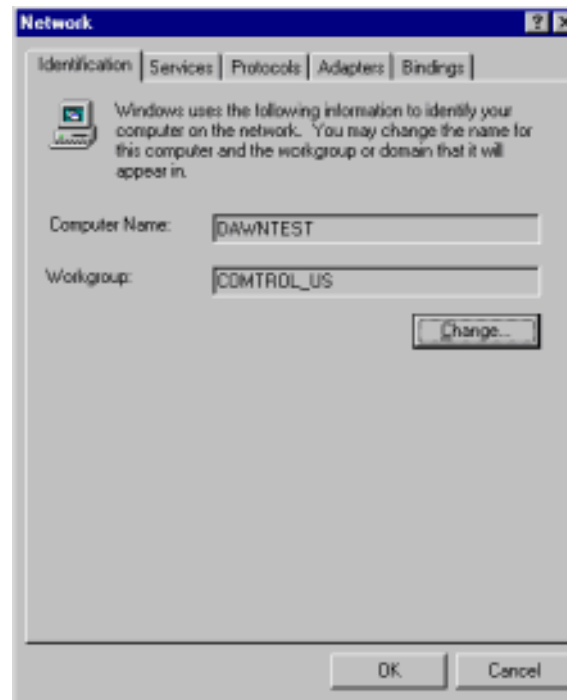 Network
Identification Services Protocols Adapters Bindings
Windows uses the following information to identify your
computer on the network. You may change the name for
this computer and the workgroup or domain that it will
appear in.
Computer Name: DAWNTEST
Workgroup: COMTROL_US
Change...
OK Cancel